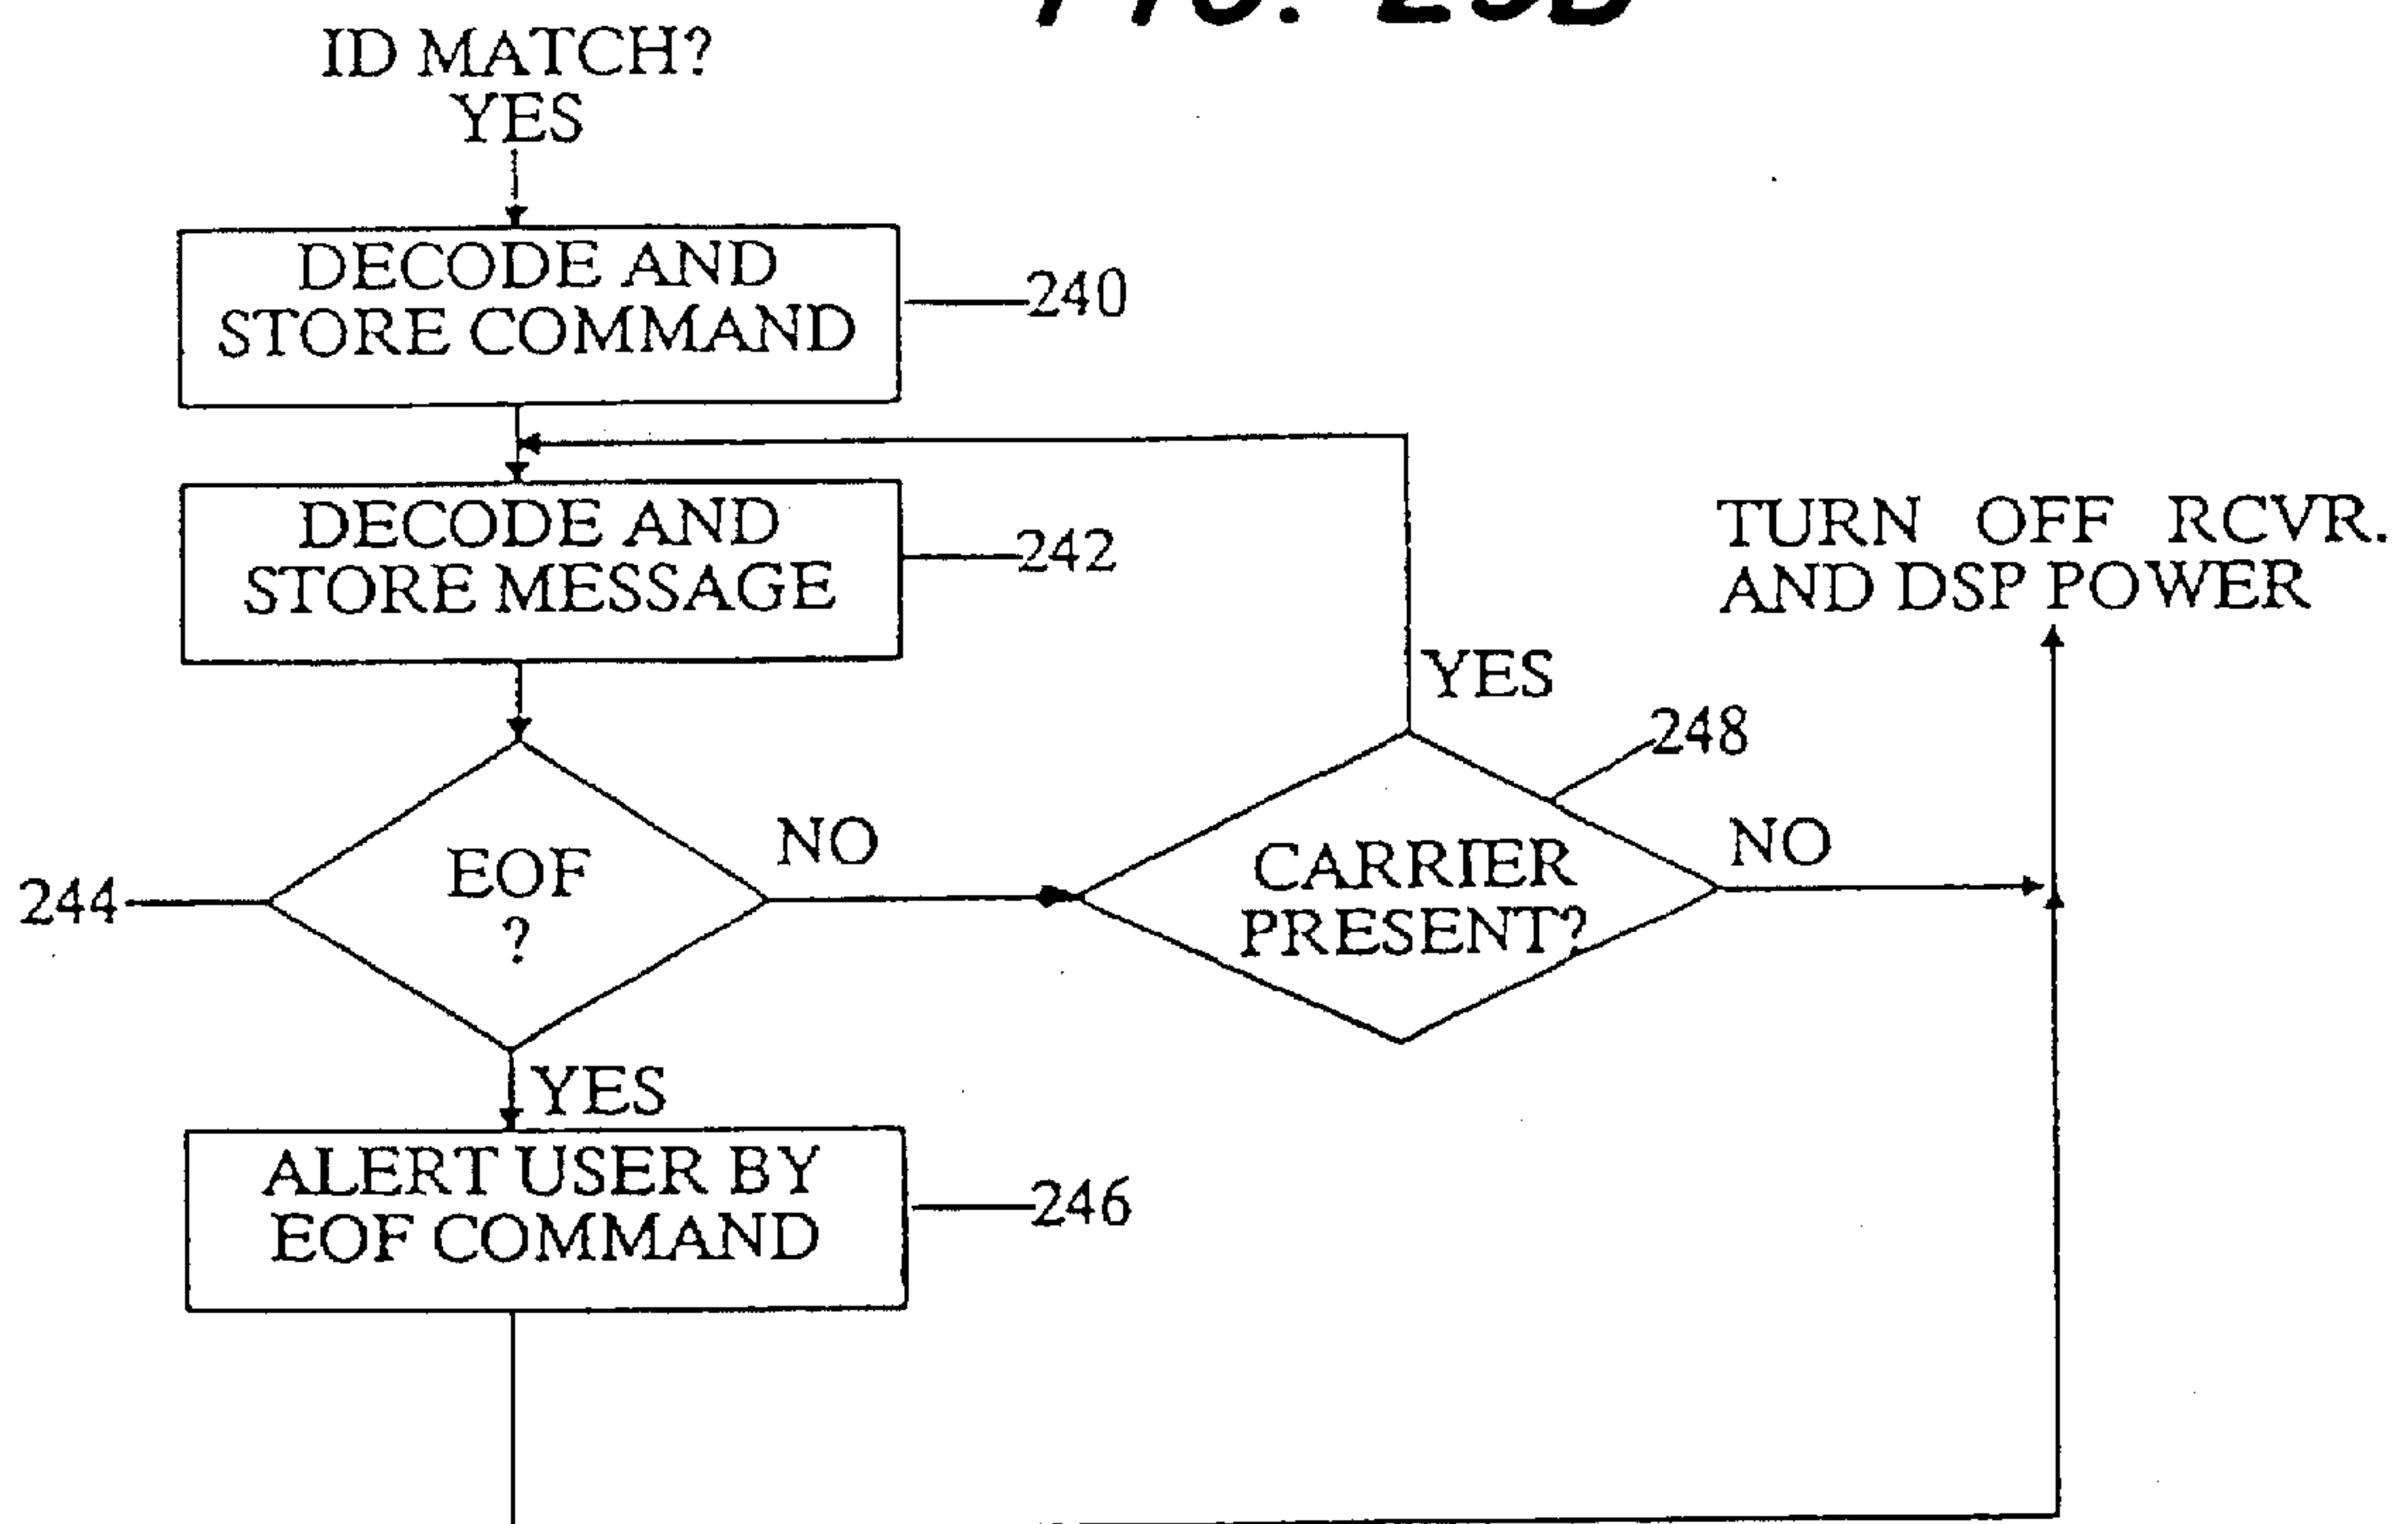 ID MATCH?
YES
DECODE AND
STORE COMMAND
240
DECODE AND
STORE MESSAGE
242
TURN OFF RCVR.
AND DSP POWER
YES
248
244
EOF
?
NO
CARRIER
PRESENT?
NO
YES
ALERT USER BY
EOF COMMAND
246